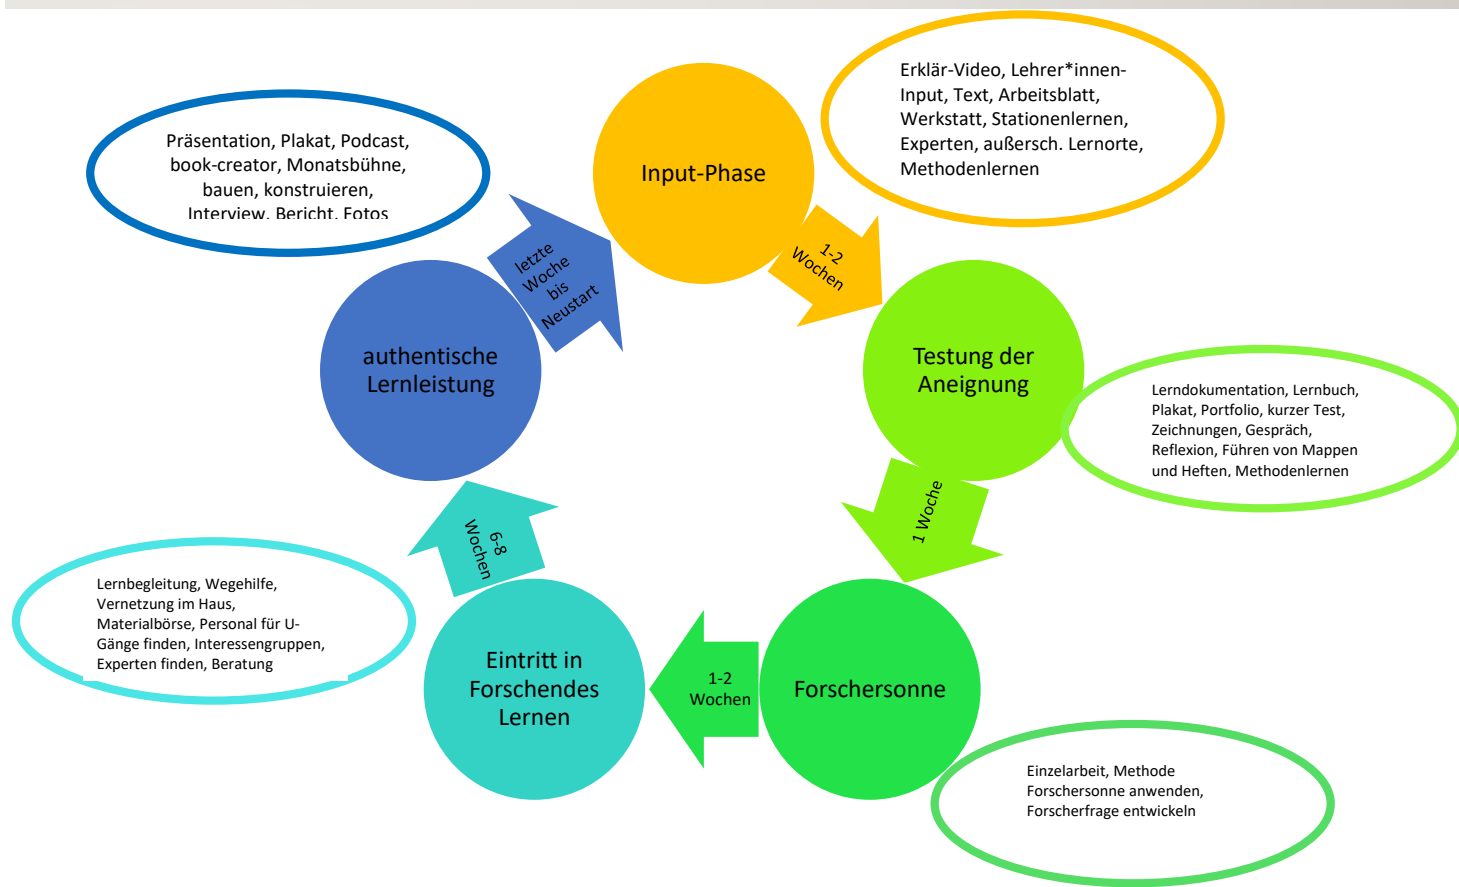 Input-Phase
Erklär-Video, Lehrer*innen-
Input, Text, Arbeitsblatt,
Werkstatt, Stationenlernen,
Experten, außersch. Lernorte,
Methodenlernen
1-2
Wochen
Testung der
Aneignung
Lerndokumentation, Lernbuch,
Plakat, Portfolio, kurzer Test,
Zeichnungen, Gespräch,
Reflexion, Führen von Mappen
und Heften, Methodenlernen
1 Woche
Forschersonne
Einzelarbeit, Methode
Forschersonne anwenden,
Forscherfrage entwickeln
1-2
Wochen
Eintritt in
Forschendes
Lernen
Lernbegleitung, Wegehilfe,
Vernetzung im Haus,
Materialbörse, Personal für U-
Gänge finden, Interessengruppen,
Experten finden, Beratung
6-8
Wochen
authentische
Lernleistung
Präsentation, Plakat, Podcast,
book-creator, Monatsbühne,
bauen, konstruieren,
Interview, Bericht, Fotos
letzte
Woche
bis
Neustart